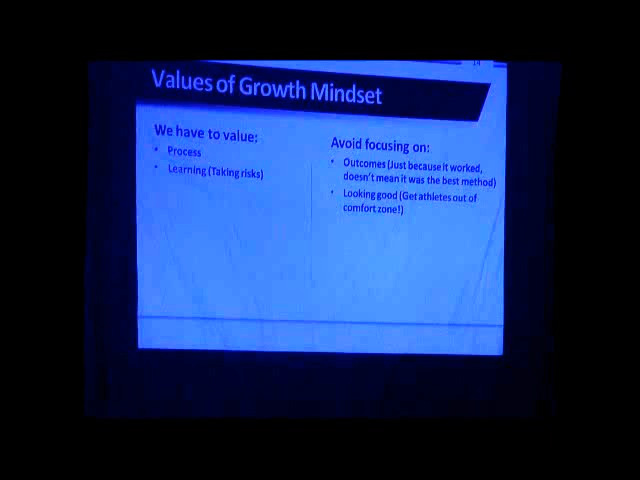 14
Values of Growth Mindset
We have to value:
• Process
• Learning (Taking risks)
Avoid focusing on:
• Outcomes (Just because it worked,
doesn't mean it was the best method)
• Looking good (Get athletes out of
comfort zone!)